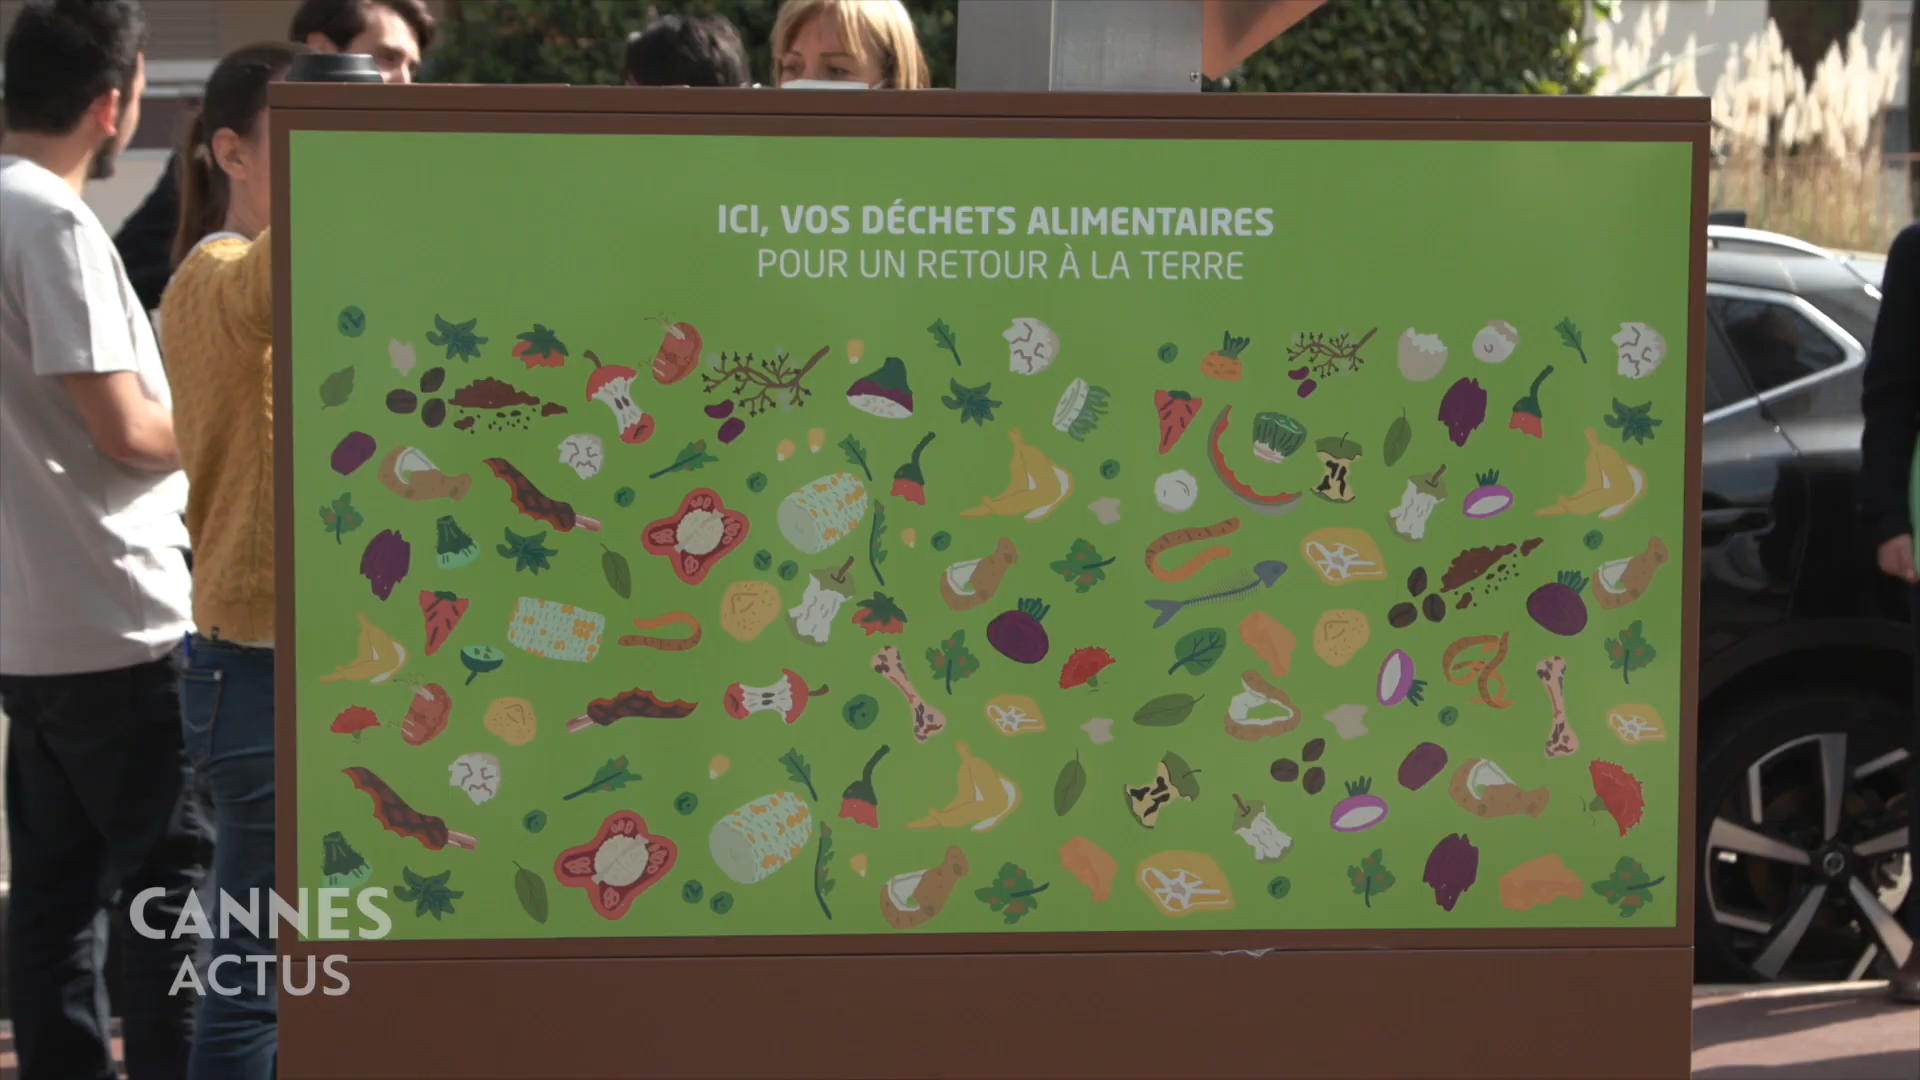 ICI, VOS DÉCHETS ALIMENTAIRES
POUR UN RETOUR À LA TERRE
CANNES
ACTUS